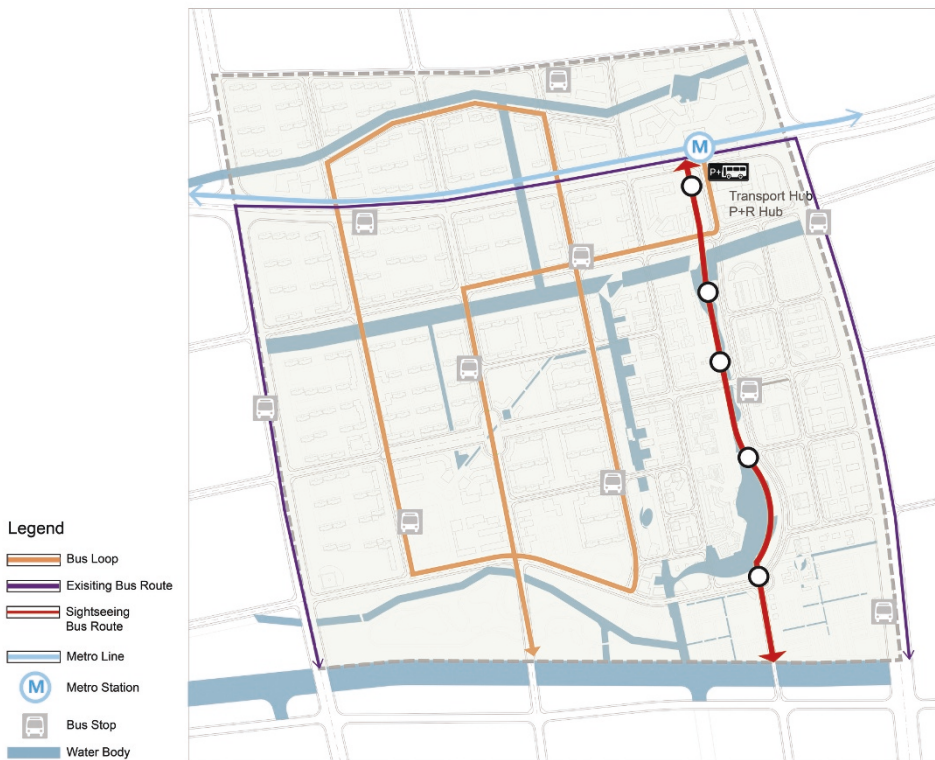 M
P+
Transport Hub
P+R Hub
Legend
Bus Loop
Exisiting Bus Route
Sightseeing
Bus Route
Metro Line
M
Metro Station
Bus Stop
Water Body